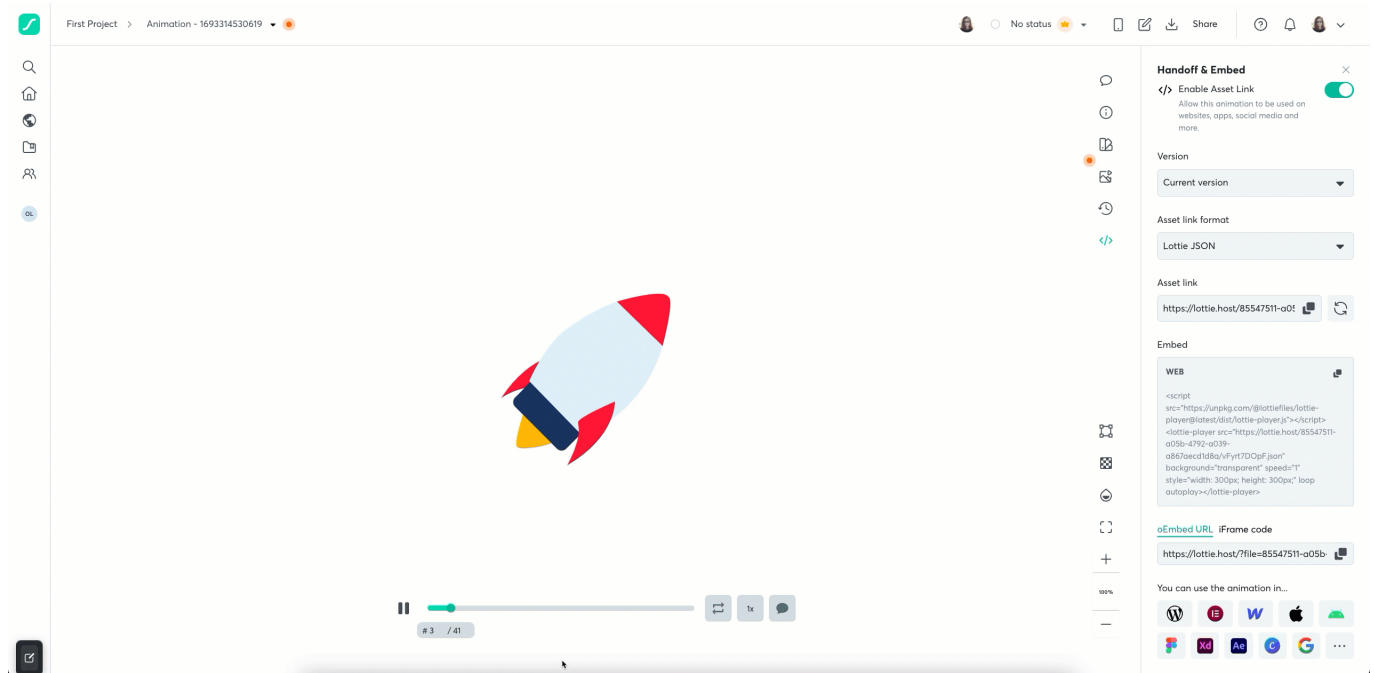 First Project > Animation - 1693314530619
No status
Share
OL
# 3 / 41
1x
100%
Handoff & Embed
</> Enable Asset Link
Allow this animation to be used on
websites, apps, social media and
more.
Version
Current version
Asset link format
Lottie JSON
Asset link
https://lottie.host/85547511-a05
Embed
WEB
<script
src="https://unpkg.com/@lottiefiles/lottie-
player@latest/dist/lottie-player.js"></script>
<lottie-player src="https://lottie.host/85547511-
a05b-4792-a039-
a867aecd1d8a/vFyrt7DOpF.json"
background="transparent" speed="1"
style="width: 300px; height: 300px;" loop
autoplay></lottie-player>
oEmbed URL iFrame code
https://lottie.host/?file=85547511-a05b-
You can use the animation in...
Xd Ae